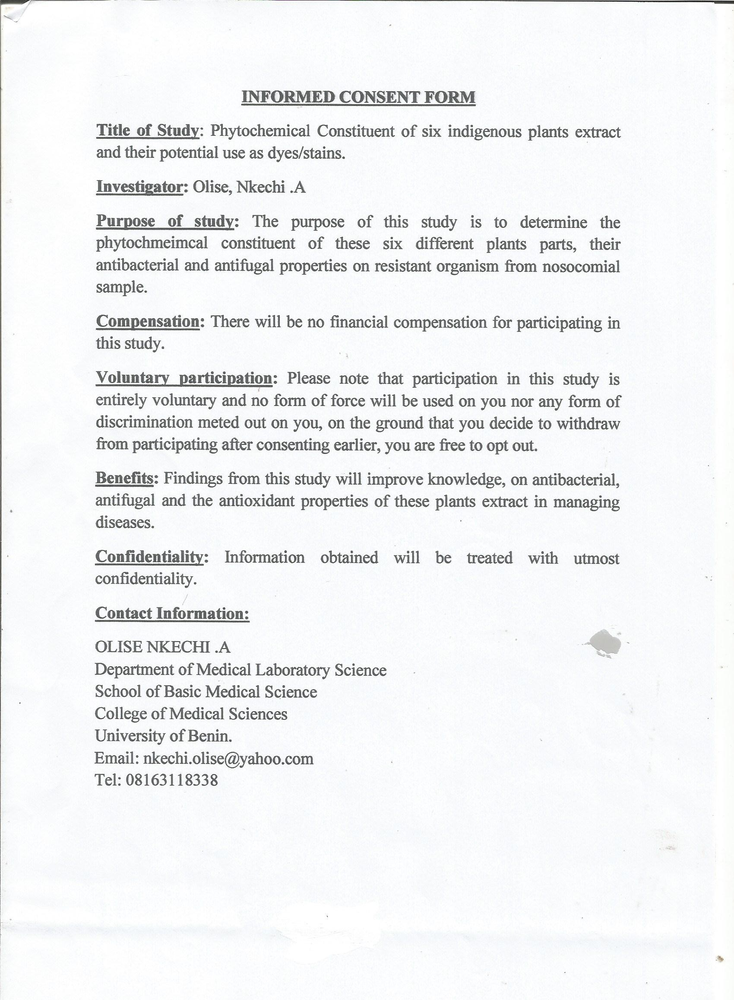 INFORMED CONSENT FORM
Title of Study: Phytochemical Constituent of six indigenous plants extract
and their potential use as dyes/stains.
Investigator: Olise, Nkechi .A
Purpose of study: The purpose of this study is to determine the
phytochmeimcal constituent of these six different plants parts, their
antibacterial and antifugal properties on resistant organism from nosocomial
sample.
Compensation: There will be no financial compensation for participating in
this study.
Voluntary participation: Please note that participation in this study is
entirely voluntary and no form of force will be used on you nor any form of
discrimination meted out on you, on the ground that you decide to withdraw
from participating after consenting earlier, you are free to opt out.
Benefits: Findings from this study will improve knowledge, on antibacterial,
antifugal and the antioxidant properties of these plants extract in managing
diseases.
Confidentiality: Information obtained will be treated with utmost
confidentiality.
Contact Information:
OLISE NKECHI .A
Department of Medical Laboratory Science
School of Basic Medical Science
College of Medical Sciences
University of Benin.
Email: nkechi.olise@yahoo.com
Tel: 08163118338